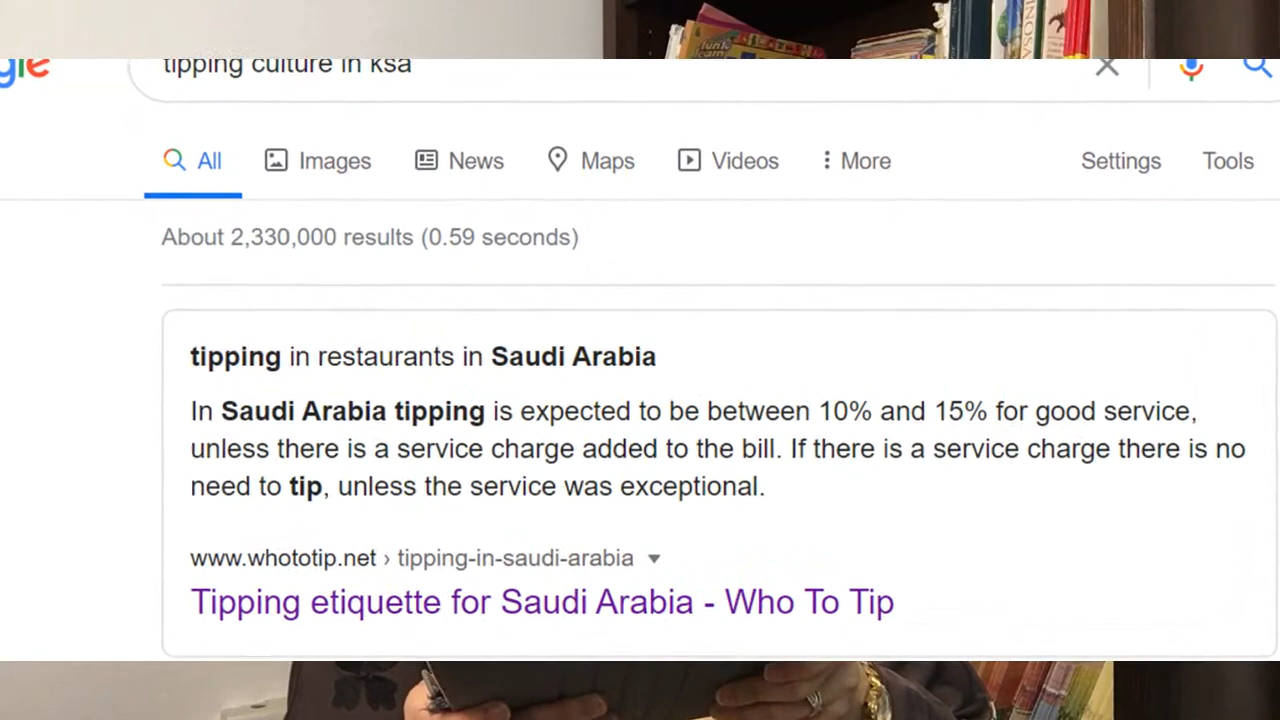 gle
tipping culture in ksa
All Images News Maps Videos More Settings Tools
About 2,330,000 results (0.59 seconds)
tipping in restaurants in Saudi Arabia
In Saudi Arabia tipping is expected to be between 10% and 15% for good service,
unless there is a service charge added to the bill. If there is a service charge there is no
need to tip, unless the service was exceptional.
www.whototip.net › tipping-in-saudi-arabia
Tipping etiquette for Saudi Arabia - Who To Tip